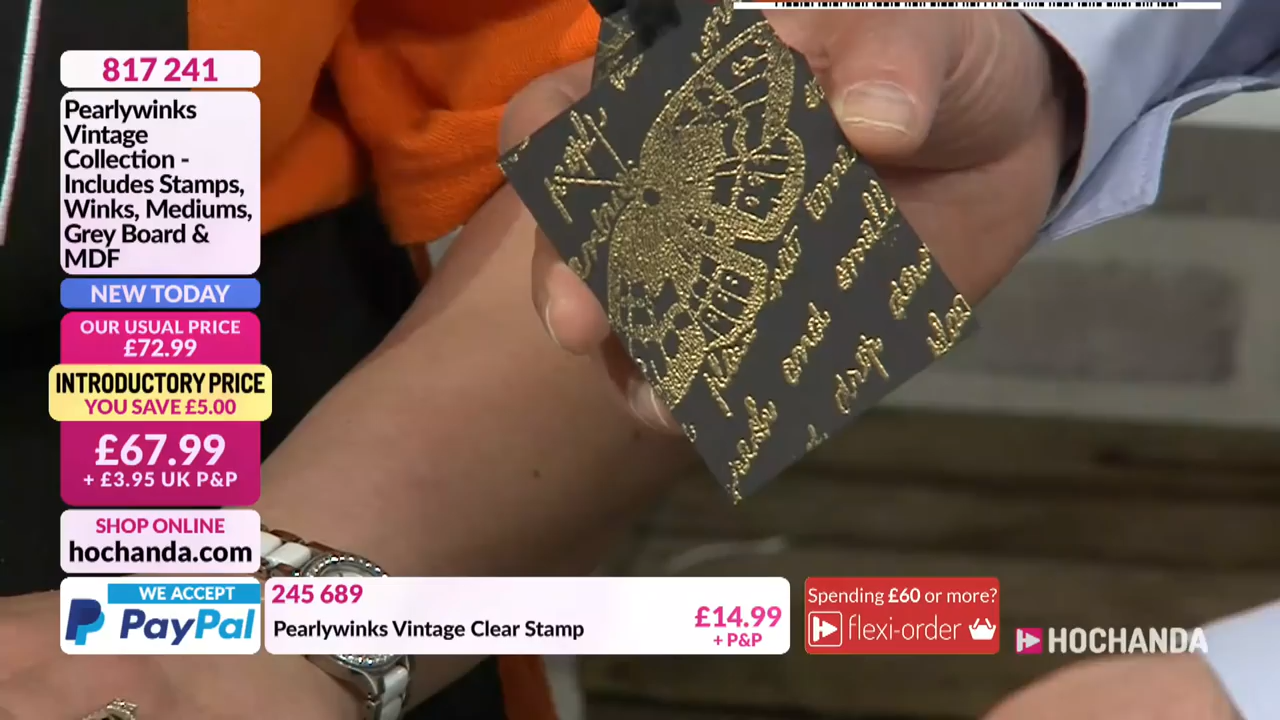 817 241
Pearlywinks
Vintage
Collection -
Includes Stamps,
Winks, Mediums,
Grey Board &
MDF
NEW TODAY
OUR USUAL PRICE
£72.99
INTRODUCTORY PRICE
YOU SAVE £5.00
£67.99
+ £3.95 UK P&P
SHOP ONLINE
hochanda.com
WE ACCEPT
PayPal
245 689
Pearlywinks Vintage Clear Stamp
£14.99
+ P&P
Spending £60 or more?
flexi-order
HOCHANDA